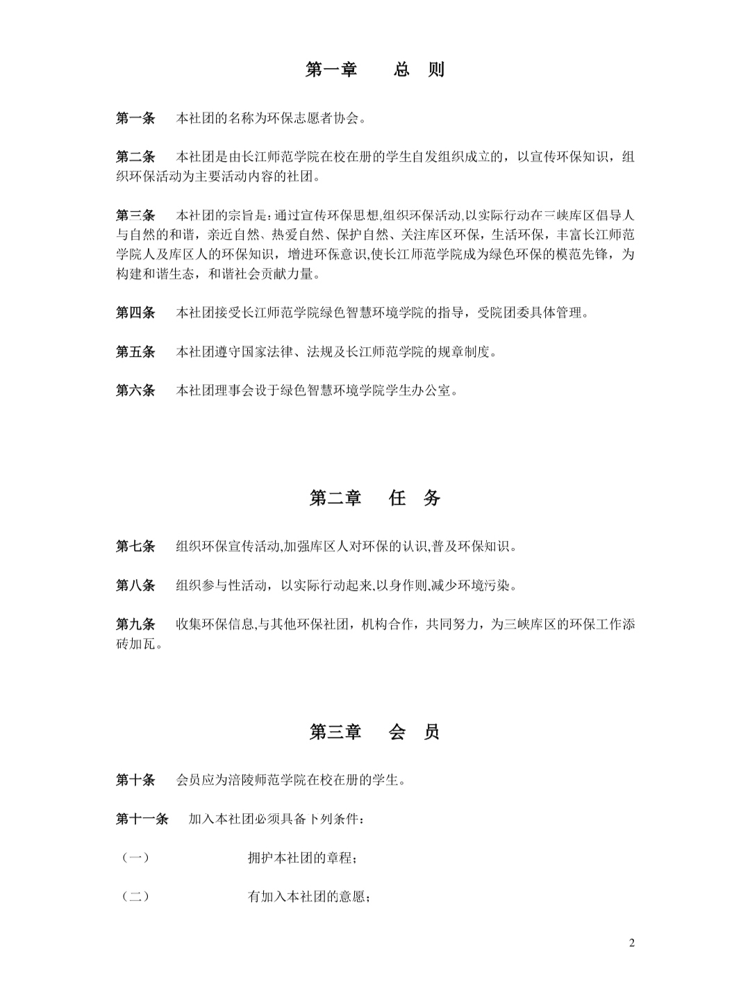 第一章　　总　则
第一条　本社团的名称为环保志愿者协会。
第二条　本社团是由长江师范学院在校在册的学生自发组织成立的，以宣传环保知识，组
织环保活动为主要活动内容的社团。
第三条　本社团的宗旨是：通过宣传环保思想,组织环保活动,以实际行动在三峡库区倡导人
与自然的和谐，亲近自然、热爱自然、保护自然、关注库区环保，生活环保，丰富长江师范
学院人及库区人的环保知识，增进环保意识,使长江师范学院成为绿色环保的模范先锋，为
构建和谐生态，和谐社会贡献力量。
第四条　本社团接受长江师范学院绿色智慧环境学院的指导，受院团委具体管理。
第五条　本社团遵守国家法律、法规及长江师范学院的规章制度。
第六条　本社团理事会设于绿色智慧环境学院学生办公室。
第二章　任　务
第七条　组织环保宣传活动,加强库区人对环保的认识,普及环保知识。
第八条　组织参与性活动，以实际行动起来,以身作则,减少环境污染。
第九条　收集环保信息,与其他环保社团，机构合作，共同努力，为三峡库区的环保工作添
砖加瓦。
第三章　会　员
第十条　会员应为涪陵师范学院在校在册的学生。
第十一条　加入本社团必须具备下列条件：
（一）　　　拥护本社团的章程；
（二）　　　有加入本社团的意愿；
2